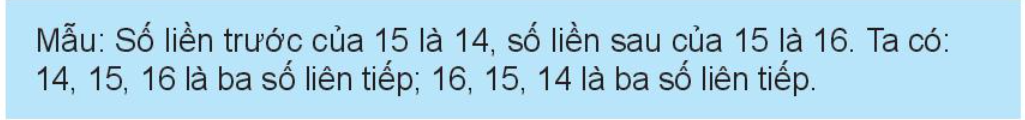 Mẫu: Số liền trước của 15 là 14, số liền sau của 15 là 16. Ta có:
14, 15, 16 là ba số liên tiếp; 16, 15, 14 là ba số liên tiếp.